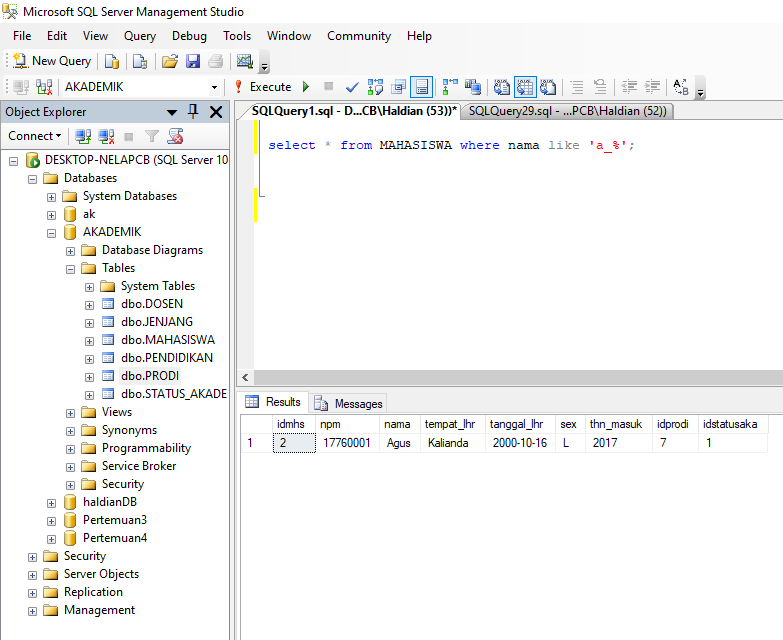 Microsoft SQL Server Management Studio
File Edit View Query Debug Tools Window Community Help
New Query
AKADEMIK Execute
Object Explorer
Connect
DESKTOP-NELAPCB (SQL Server 10
Databases
System Databases
ak
AKADEMIK
Database Diagrams
Tables
System Tables
dbo.DOSEN
dbo.JENJANG
dbo.MAHASISWA
dbo.PENDIDIKAN
dbo.PRODI
dbo.STATUS_AKADE
Views
Synonyms
Programmability
Service Broker
Security
haldianDB
Pertemuan3
Pertemuan4
Security
Server Objects
Replication
Management
SQLQuery1.sql - D...CB\Haldian (53))* SQLQuery29.sql - ...PCB\Haldian (52))
select * from MAHASISWA where nama like 'a_%';
Results Messages
idmhs npm nama tempat_lhr tanggal_lhr sex thn_masuk idprodi idstatusaka
1 2 17760001 Agus Kalianda 2000-10-16 L 2017 7 1